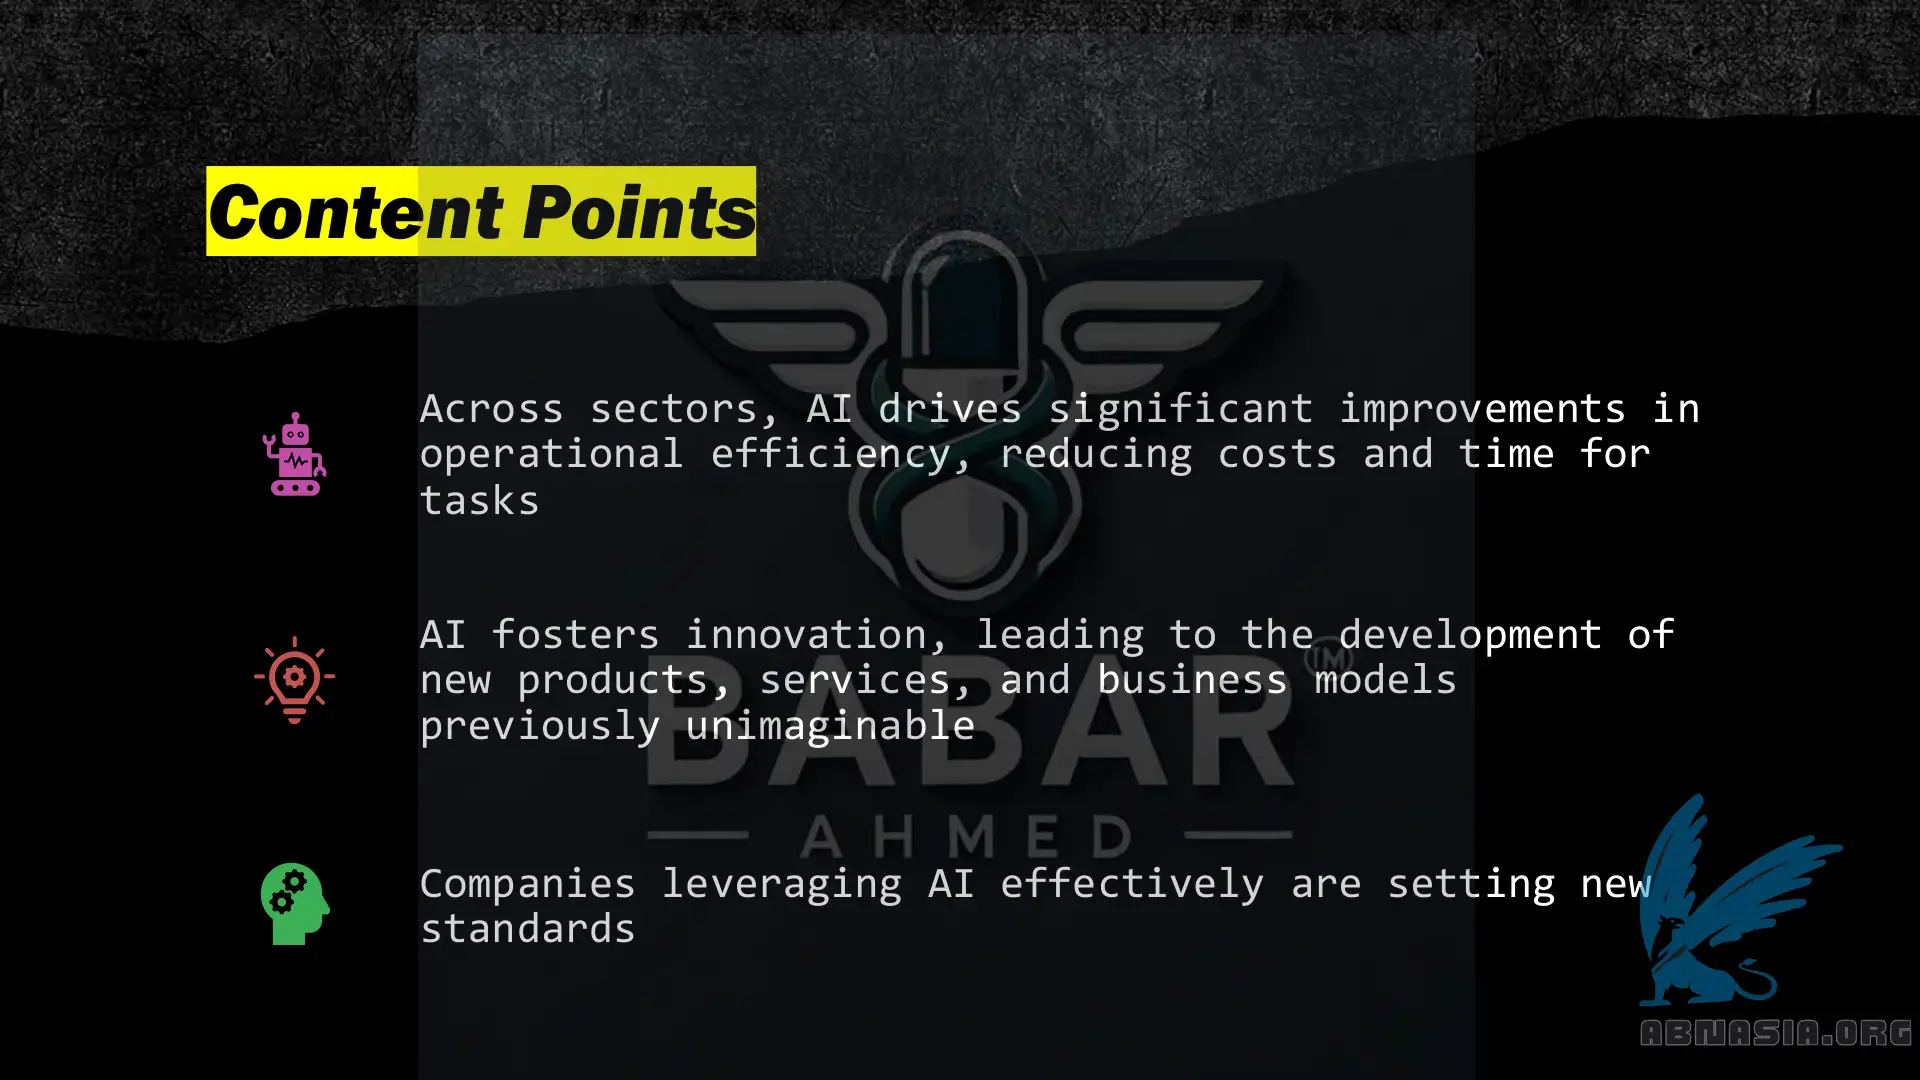 Content Points
Across sectors, AI drives significant improvements in
operational efficiency, reducing costs and time for
tasks
AI fosters innovation, leading to the development of
new products, services, and business models
previously unimaginable
TM
BABAR
AHMED
Companies leveraging AI effectively are setting new
standards
ABNASIA.ORG